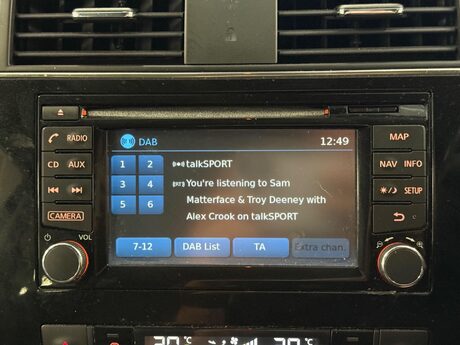 RADIO
CD AUX
CAMERA
VOL
DAB 12:49
1 2
3 4
5 6
talkSPORT
You're listening to Sam
Matterface & Troy Deeney with
Alex Crook on talkSPORT
7-12 DAB List TA Extra chan.
MAP
NAV INFO
SETUP